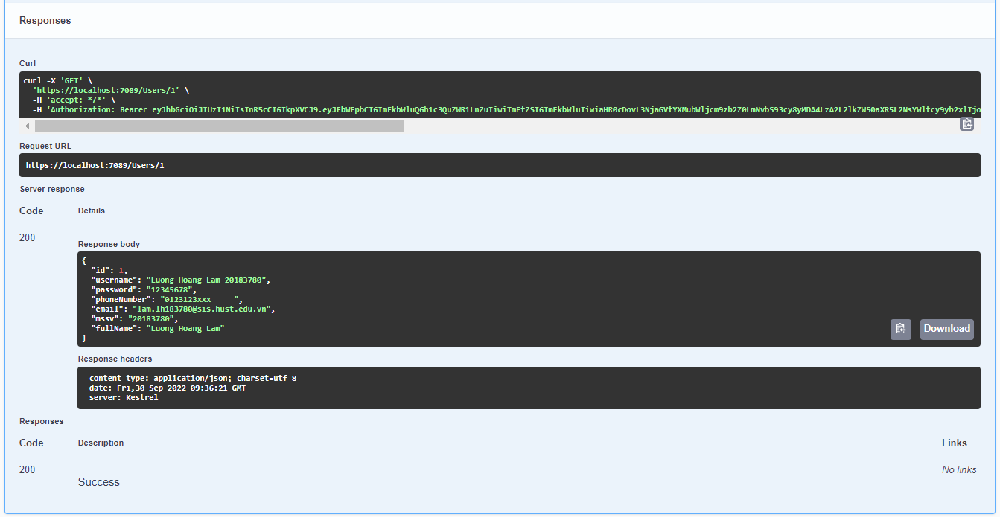 Responses
Curl
curl -X 'GET' \
'https://localhost:7089/Users/1' \
-H 'accept: */*' \
-H 'Authorization: Bearer
Request URL
https://localhost:7089/Users/1
Server response
Code Details
200
Response body
{
"id": 1,
"username": "Luong Hoang Lam 20183780",
"password": "12345678",
"phoneNumber": "0123123xxx     ",
"email": "lam.lh183780@sis.hust.edu.vn",
"mssv": "20183780",
"fullName": "Luong Hoang Lam"
}
Download
Response headers
content-type: application/json; charset=utf-8
date: Fri,30 Sep 2022 09:36:21 GMT
server: Kestrel
Responses
Code Description Links
200 No links
Success